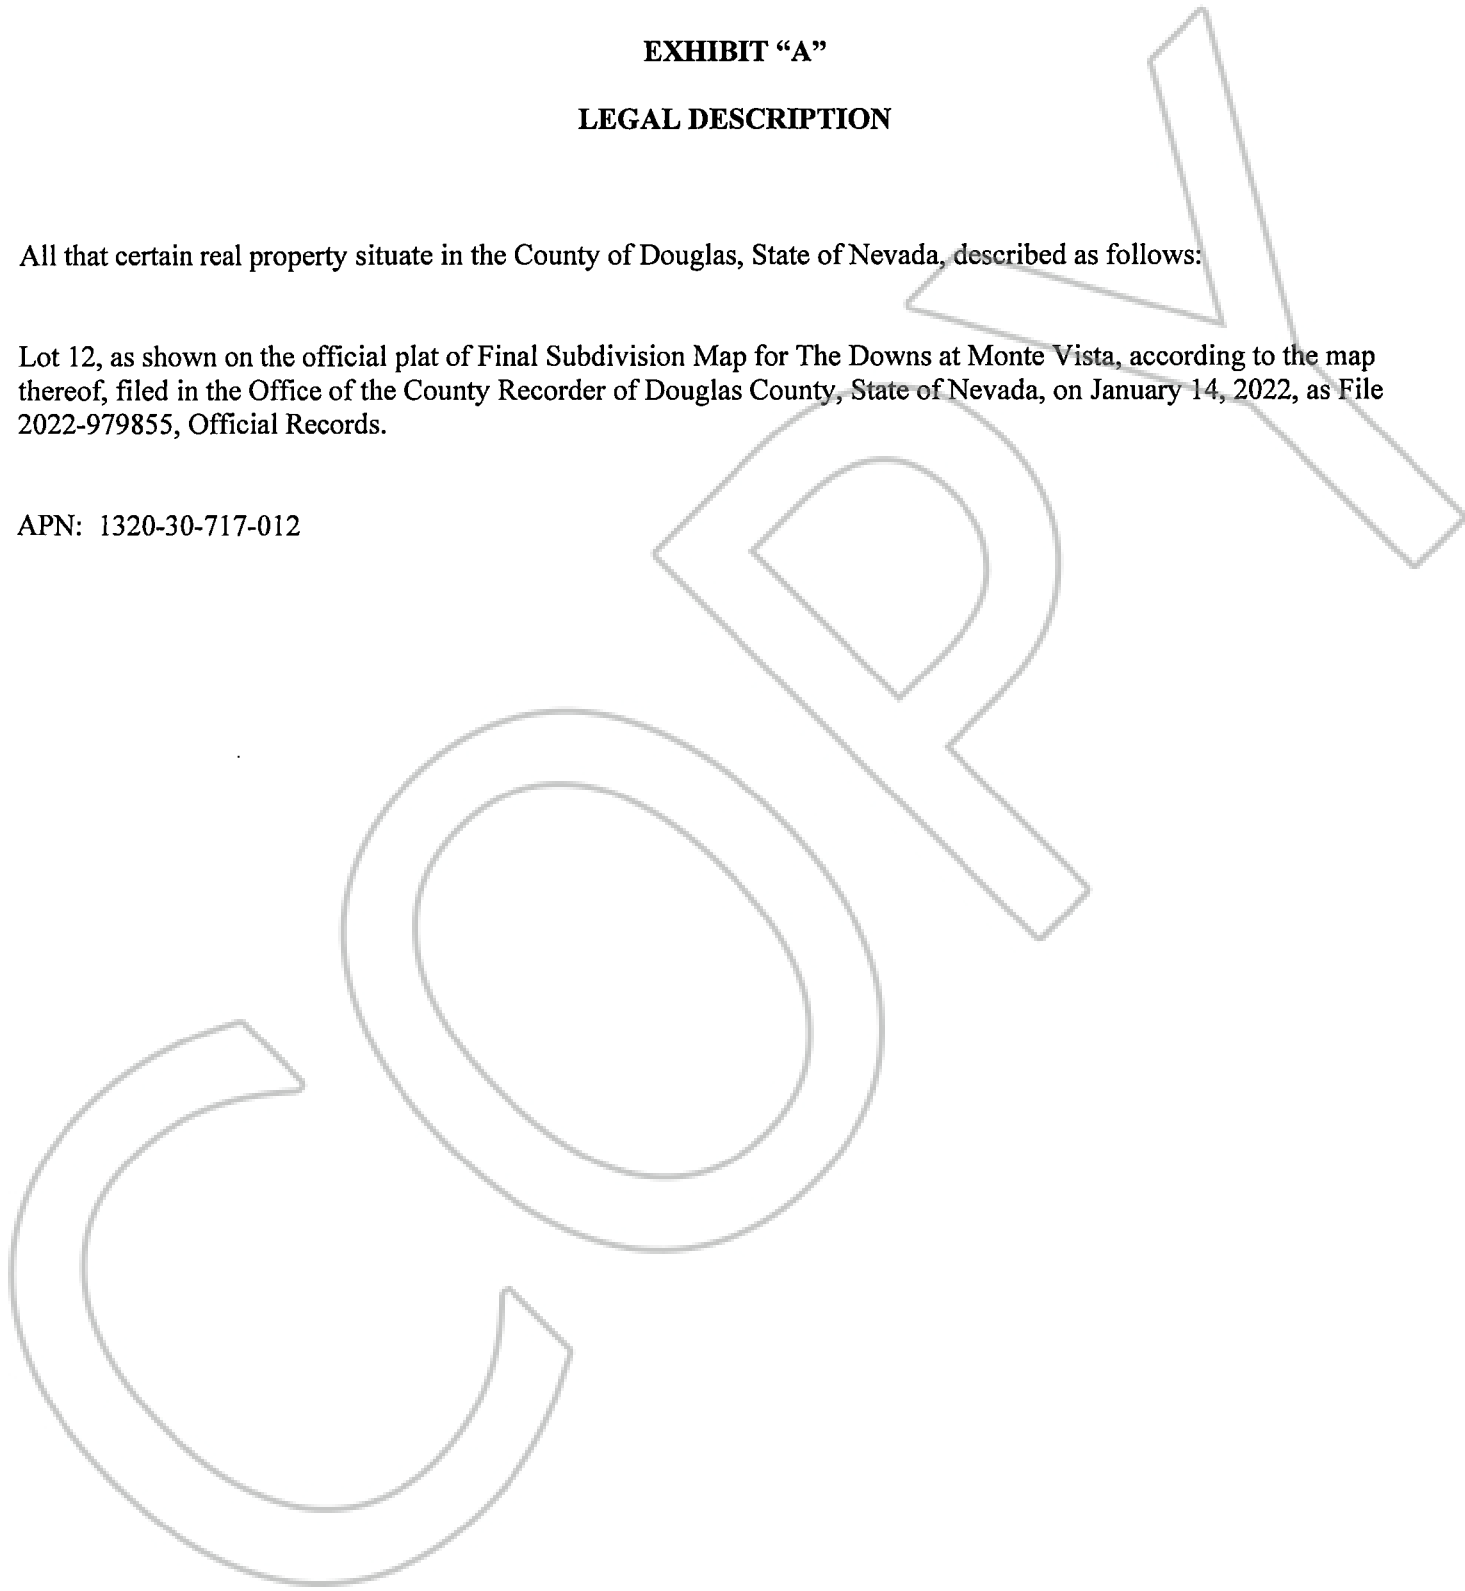 EXHIBIT “A”
LEGAL DESCRIPTION
All that certain real property situate in the County of Douglas, State of Nevada, described as follows:
Lot 12, as shown on the official plat of Final Subdivision Map for The Downs at Monte Vista, according to the map
thereof, filed in the Office of the County Recorder of Douglas County, State of Nevada, on January 14, 2022, as File
2022-979855, Official Records.
APN: 1320-30-717-012
COPY